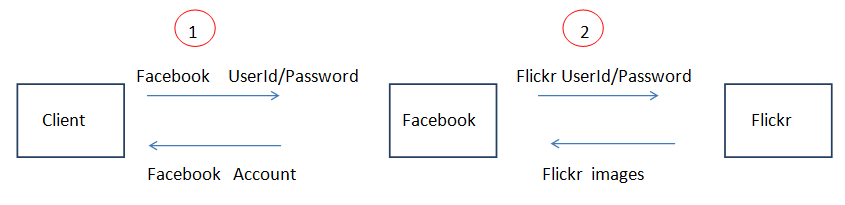 1
2
Facebook UserId/Password
Flickr UserId/Password
Client
Facebook
Flickr
Facebook Account
Flickr images